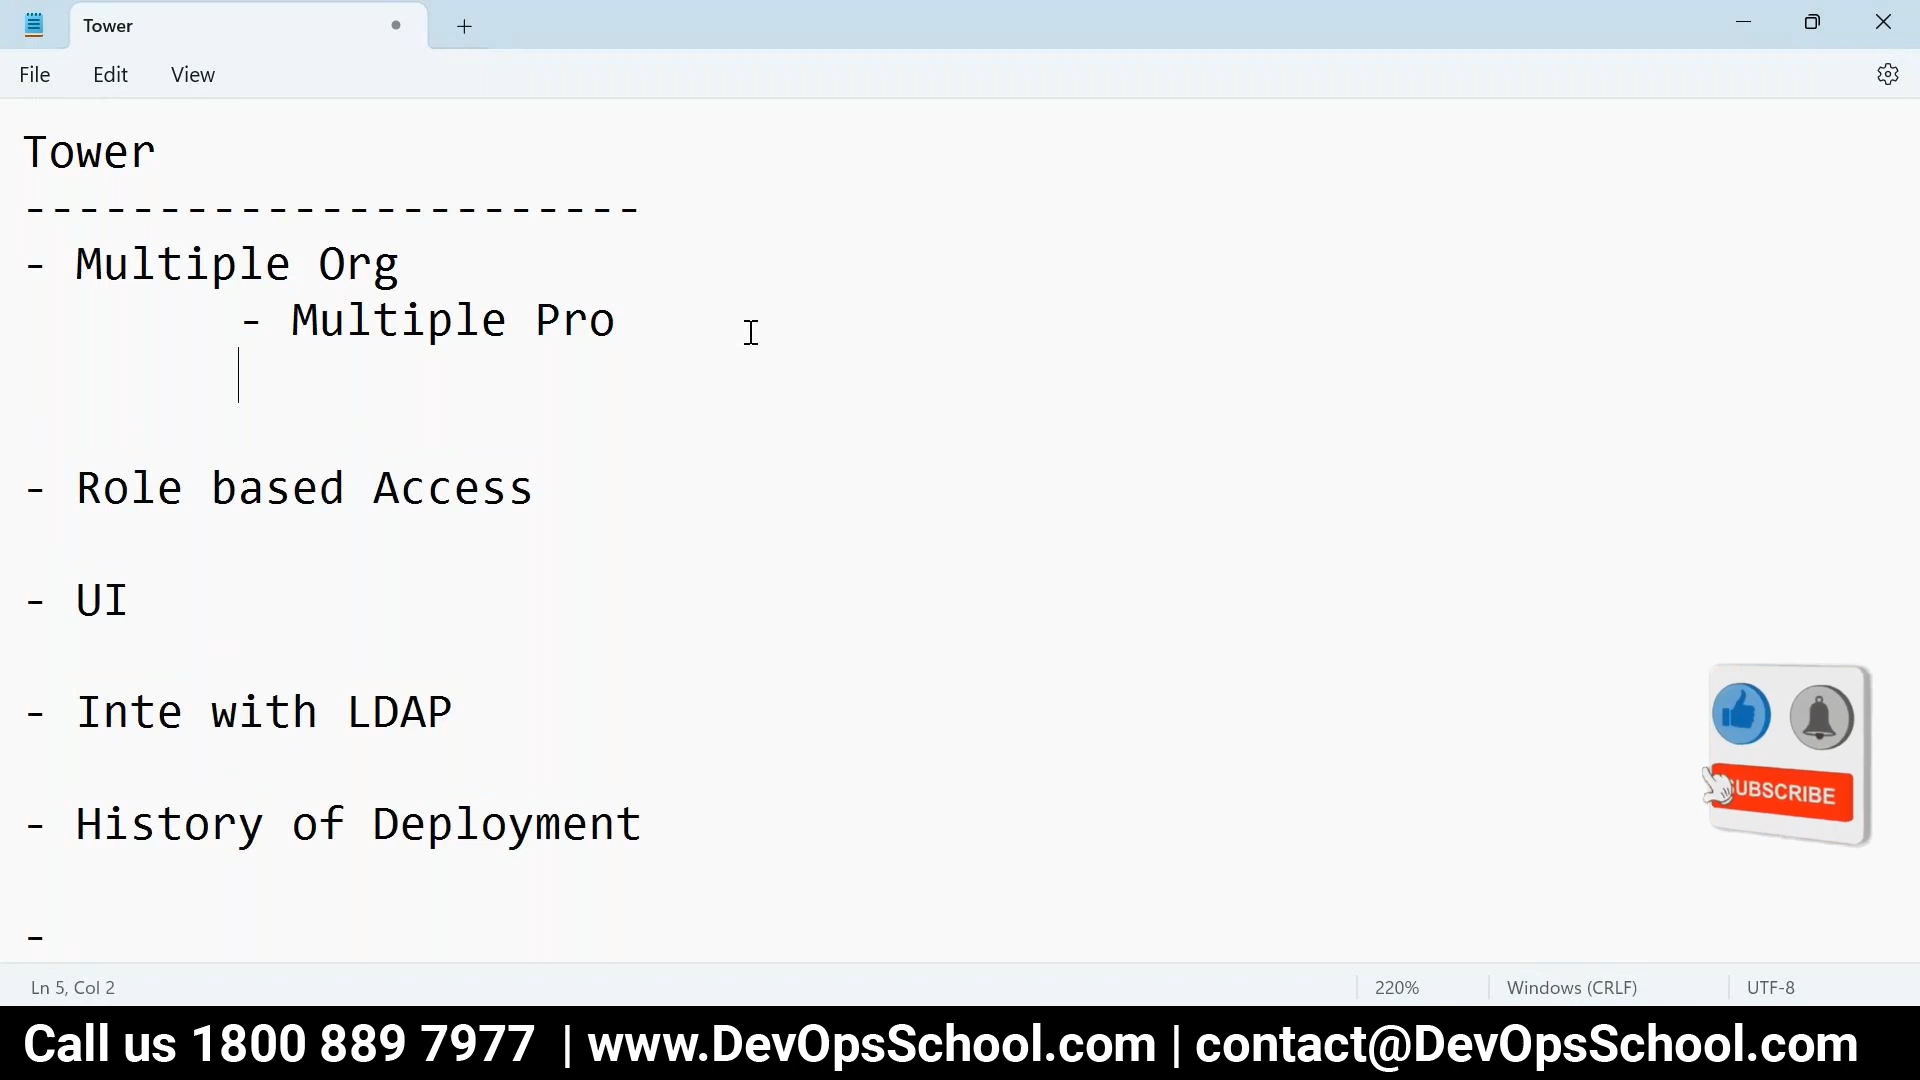 Tower
File Edit View
Tower
-----------------------
- Multiple Org
- Multiple Pro
- Role based Access
- UI
- Inte with LDAP
- History of Deployment
-
SUBSCRIBE
Ln 5, Col 2 220% Windows (CRLF) UTF-8
Call us 1800 889 7977 | www.DevOpsSchool.com | contact@DevOpsSchool.com